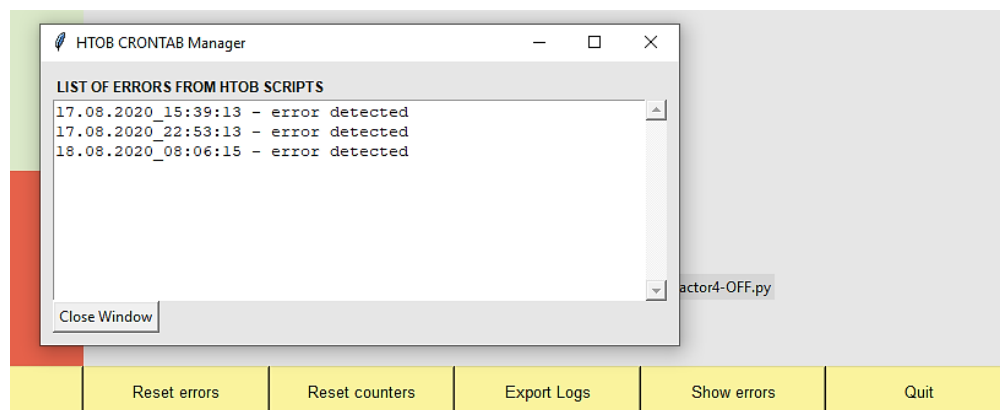 HTOB CRONTAB Manager
LIST OF ERRORS FROM HTOB SCRIPTS
17.08.2020_15:39:13 - error detected
17.08.2020_22:53:13 - error detected
18.08.2020_08:06:15 - error detected
actor4-OFF.py
Close Window
Reset errors
Reset counters
Export Logs
Show errors
Quit